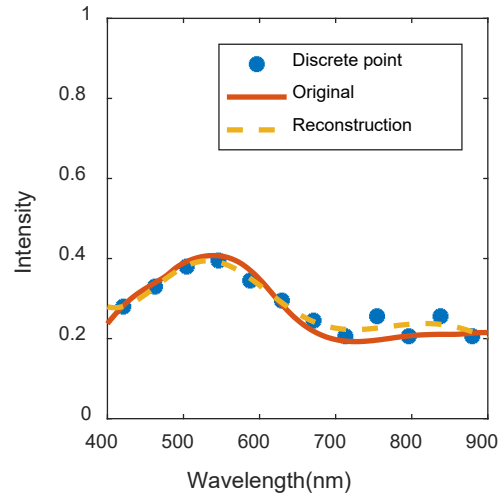 1
0.8
0.6
0.4
0.2
0
Intensity
Discrete point
Original
Reconstruction
400 500 600 700 800 900
Wavelength(nm)